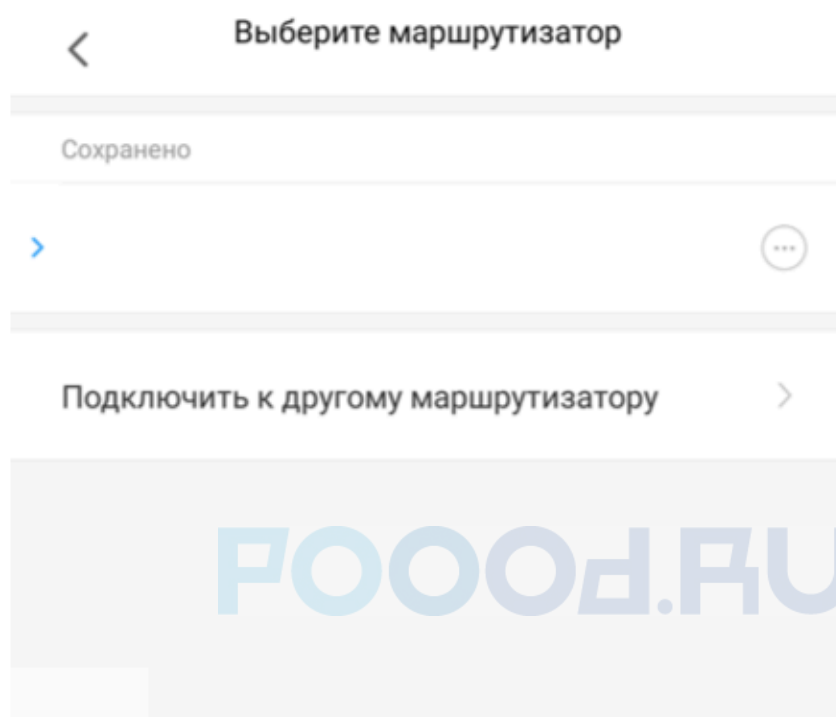 Выберите маршрутизатор
Сохранено
Подключить к другому маршрутизатору
POOOd.RU